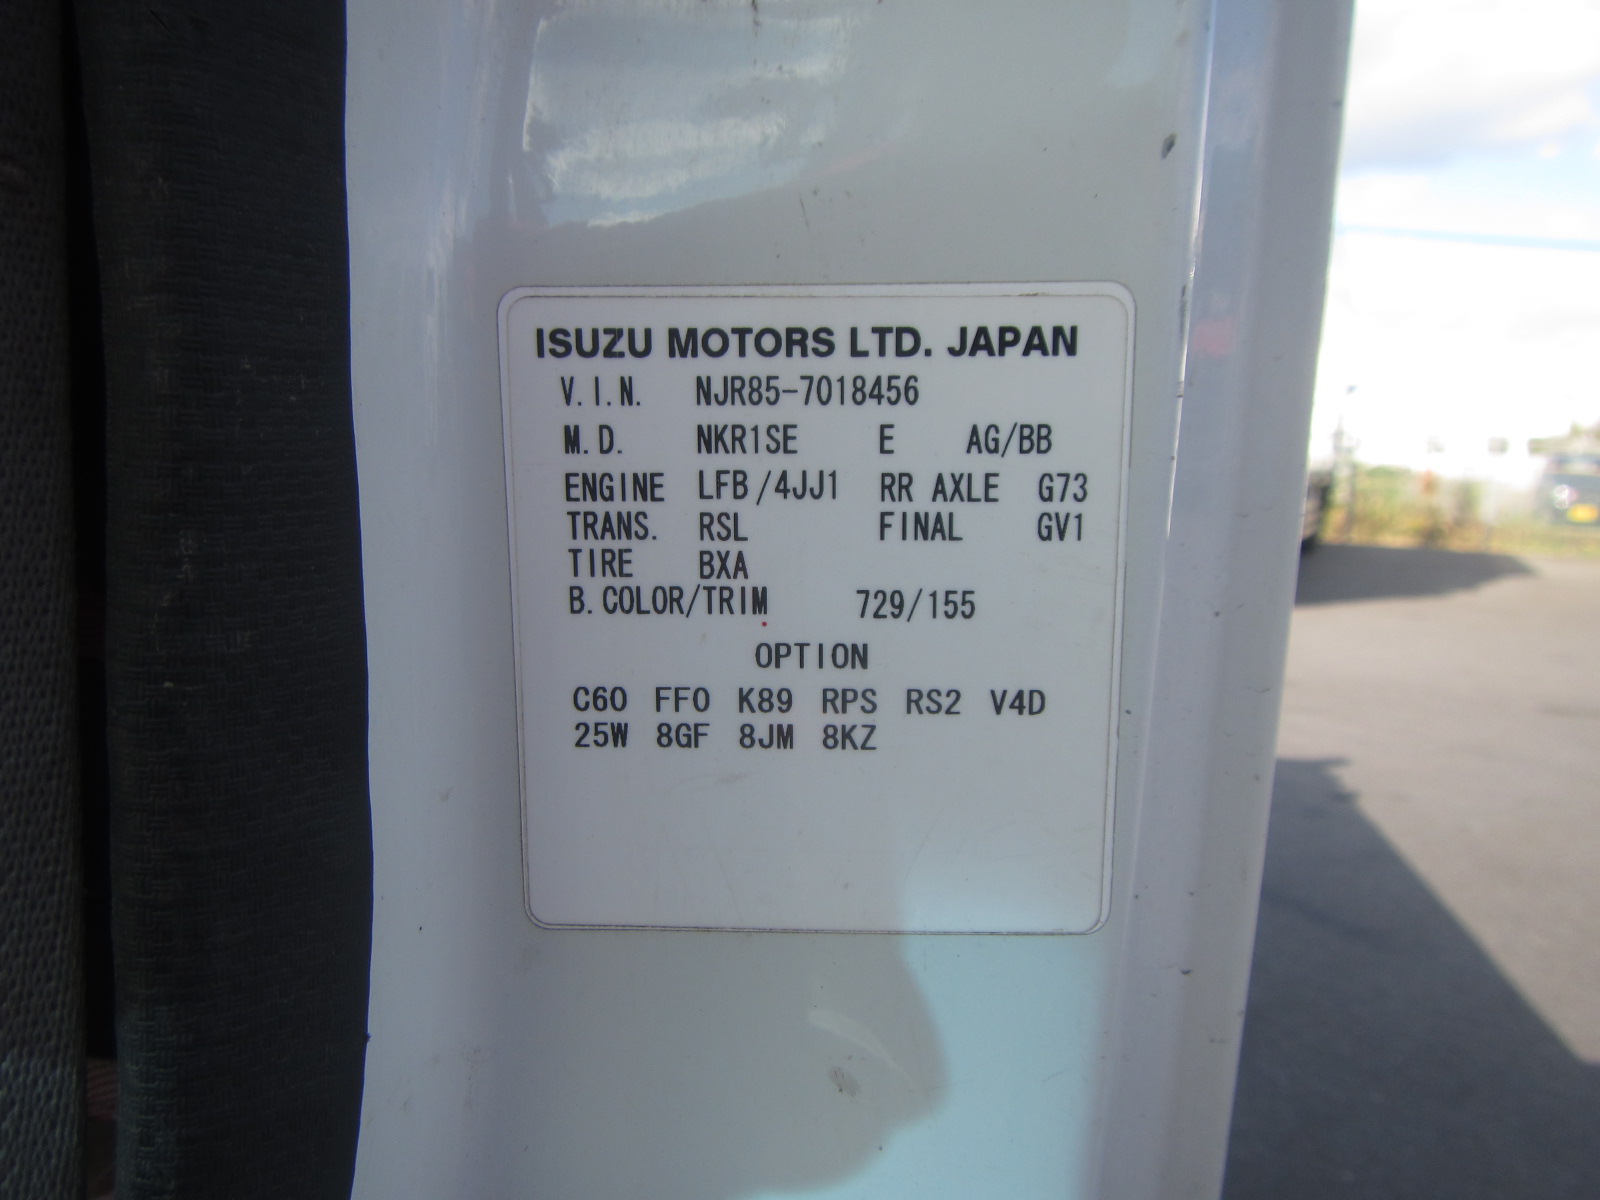 ISUZU MOTORS LTD. JAPAN
V.I.N. NJR85-7018456
M.D. NKR1SE E AG/BB
ENGINE LFB/4JJ1 RR AXLE G73
TRANS. RSL FINAL GV1
TIRE BXA
B.COLOR/TRIM 729/155
OPTION
C60 FF0 K89 RPS RS2 V4D
25W 8GF 8JM 8KZ